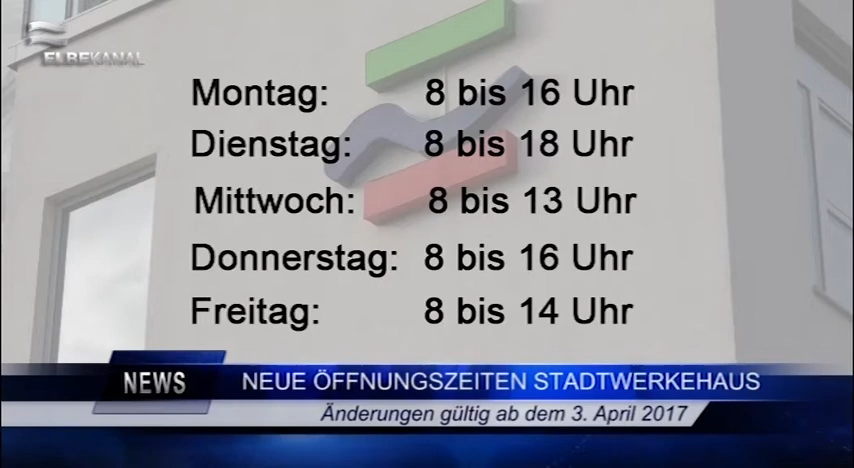 ELBEKANAL
Montag: 8 bis 16 Uhr
Dienstag: 8 bis 18 Uhr
Mittwoch: 8 bis 13 Uhr
Donnerstag: 8 bis 16 Uhr
Freitag: 8 bis 14 Uhr
NEWS
NEUE ÖFFNUNGSZEITEN STADTWERKEHAUS
Änderungen gültig ab dem 3. April 2017